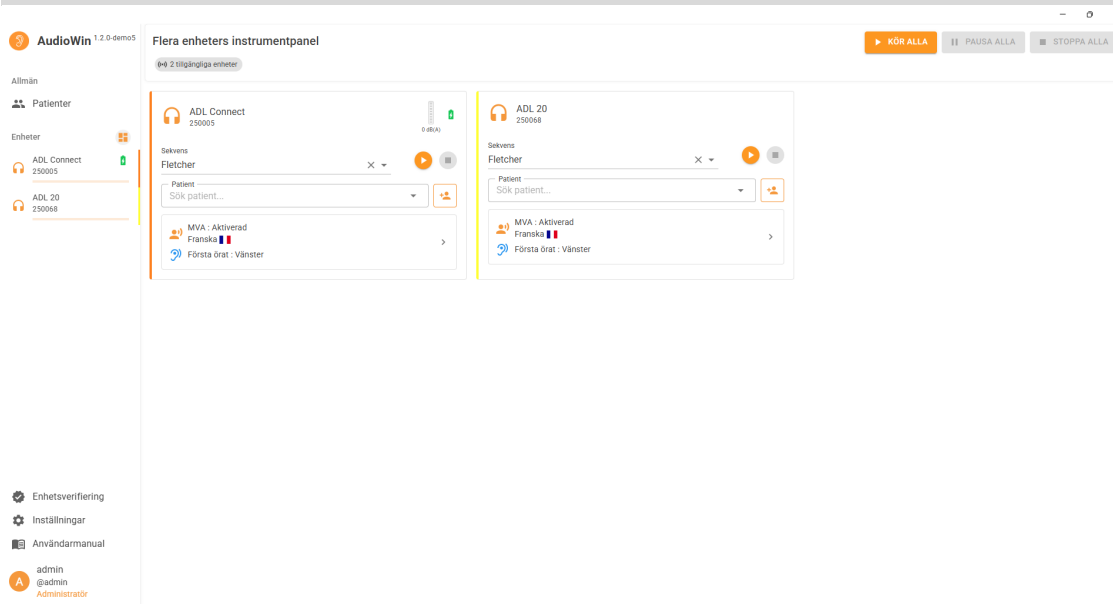 AudioWin 1.2.0-demo5
Allmän
Patienter
Enheter
ADL Connect
250005
ADL 20
250068
Enhetsverifiering
Inställningar
Användarmanual
A
admin
@admin
Administratör
Flera enheters instrumentpanel
2 tillgängliga enheter
KÖR ALLA
PAUSA ALLA
STOPPA ALLA
ADL Connect
250005
0 dB(A)
Sekvens
Fletcher
Patient
Sök patient...
MVA : Aktiverad
Franska
Första örat : Vänster
ADL 20
250068
Sekvens
Fletcher
Patient
Sök patient...
MVA : Aktiverad
Franska
Första örat : Vänster